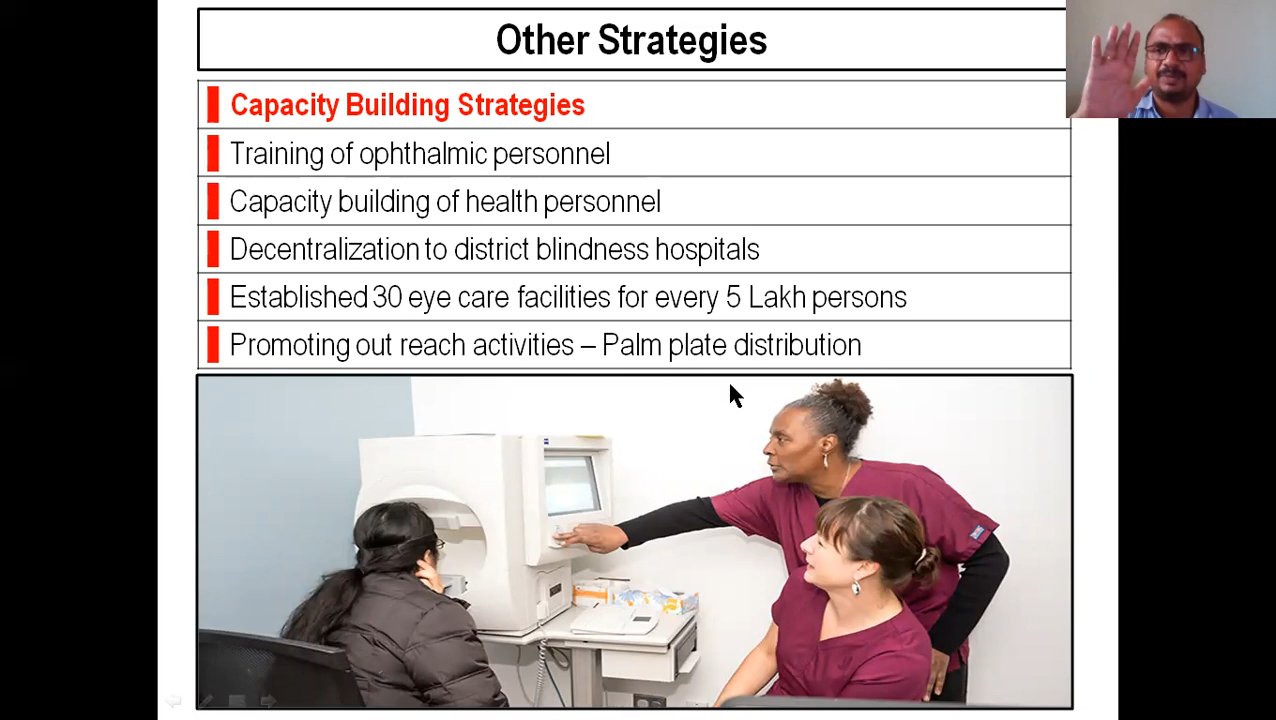 Other Strategies
Capacity Building Strategies
Training of ophthalmic personnel
Capacity building of health personnel
Decentralization to district blindness hospitals
Established 30 eye care facilities for every 5 Lakh persons
Promoting out reach activities – Palm plate distribution